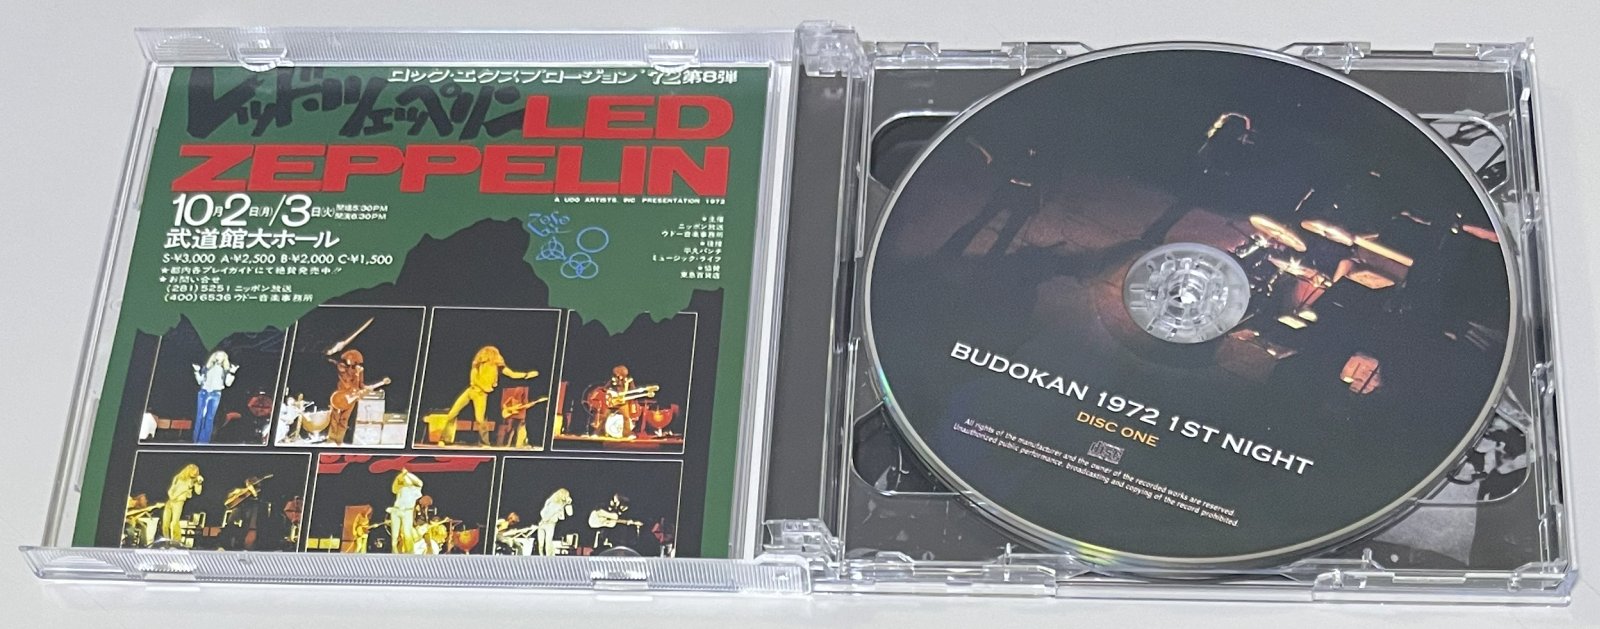 ロック・エクスプロージョン'72第8弾
レッド・ツェッペリン LED
ZEPPELIN
A UDO ARTISTS, INC PRESENTATION 1972
10月2日(月)/3日(火) 開場5:30PM
開演6:30PM
武道館大ホール
S-¥3,000 A-¥2,500 B-¥2,000 C-¥1,500
★都内各プレイガイドにて絶賛発売中!!
★お問い合せ
(281)5251 ニッポン放送
(400)6536 ウドー音楽事務所
★主催
ニッポン放送
ウドー音楽事務所
★後援
平凡パンチ
ミュージック・ライフ
★協賛
東急百貨店
BUDOKAN 1972 1ST NIGHT
DISC ONE
All rights of the manufacturer and the owner of the recorded works are reserved.
Unauthorized public performance, broadcasting and copying of the record prohibited.